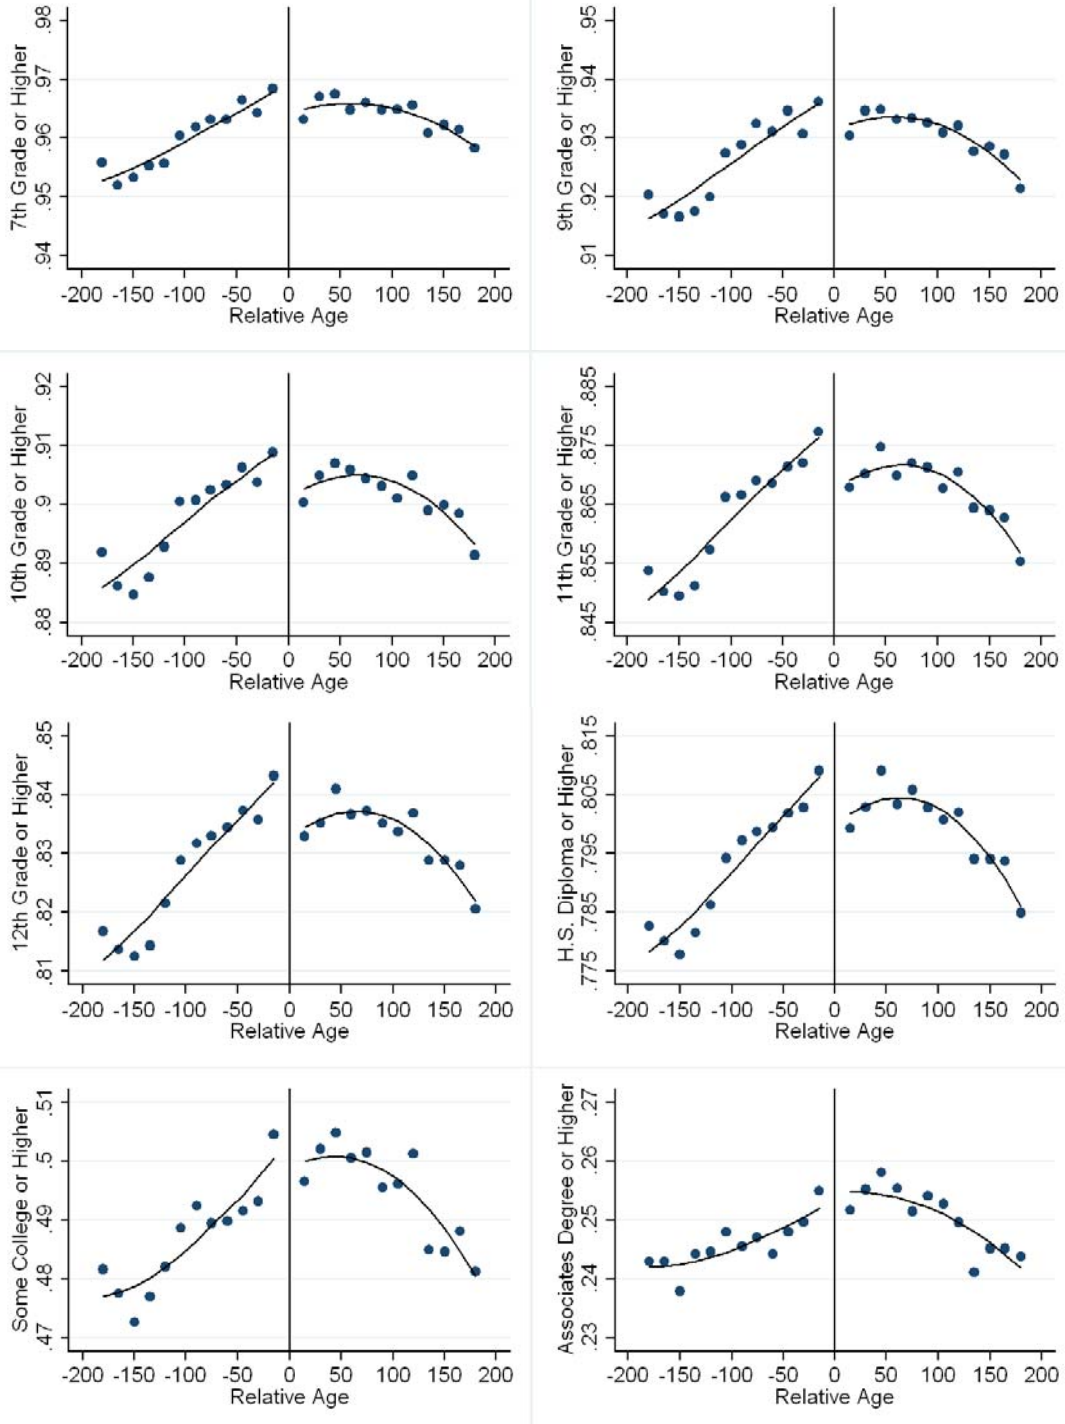 7th Grade or Higher
.98
.97
.96
.95
.94
-200 -150 -100 -50 0 50 100 150 200
Relative Age
9th Grade or Higher
.95
.94
.93
.92
.91
-200 -150 -100 -50 0 50 100 150 200
Relative Age
10th Grade or Higher
.92
.91
.9
.89
.88
-200 -150 -100 -50 0 50 100 150 200
Relative Age
11th Grade or Higher
.885
.875
.865
.855
.845
-200 -150 -100 -50 0 50 100 150 200
Relative Age
12th Grade or Higher
.85
.84
.83
.82
.81
-200 -150 -100 -50 0 50 100 150 200
Relative Age
H.S. Diploma or Higher
.815
.805
.795
.785
.775
-200 -150 -100 -50 0 50 100 150 200
Relative Age
Some College or Higher
.51
.5
.49
.48
.47
-200 -150 -100 -50 0 50 100 150 200
Relative Age
Associates Degree or Higher
.27
.26
.25
.24
.23
-200 -150 -100 -50 0 50 100 150 200
Relative Age